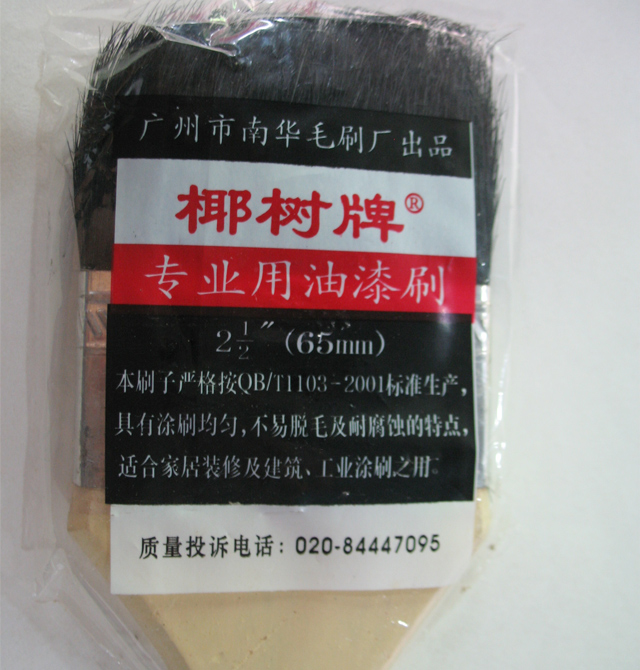 广州市南华毛刷厂出品
椰树牌®
专业用油漆刷
2 1/2" (65mm)
本刷子严格按QB/T1103-2001标准生产，
具有涂刷均匀，不易脱毛及耐腐蚀的特点，
适合家居装修及建筑、工业涂刷之用
质量投诉电话：020-84447095